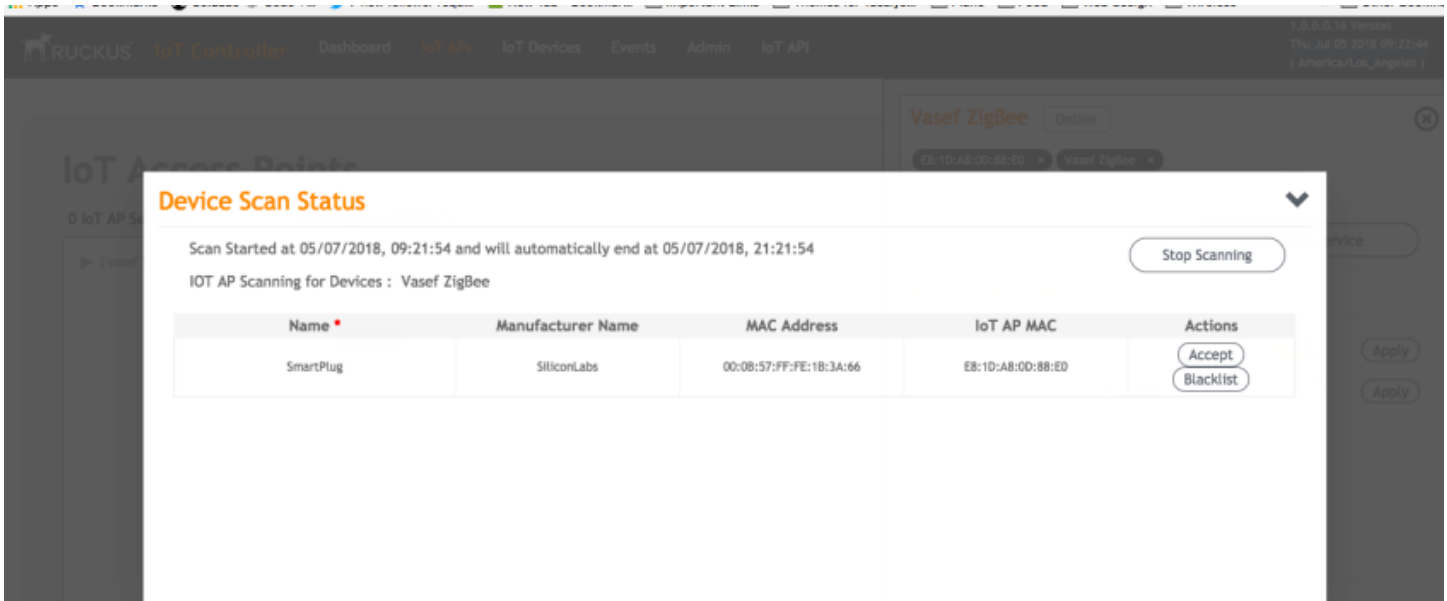 RUCKUS IoT Controller Dashboard IoT APs IoT Devices Events Admin IoT API
1.0.0.0.16 Version
Thu Jul 05 2018 09:22:44
( America/Los_Angeles )
Vasef ZigBee Online
E8:1D:A8:0D:88:E0 × Vasef ZigBee ×
IoT Access Points
0 IoT AP Se
Device Scan Status
Scan Started at 05/07/2018, 09:21:54 and will automatically end at 05/07/2018, 21:21:54
Stop Scanning
IOT AP Scanning for Devices : Vasef ZigBee
Name * Manufacturer Name MAC Address IoT AP MAC Actions
SmartPlug SiliconLabs 00:0B:57:FF:FE:1B:3A:66 E8:1D:A8:0D:88:E0 Accept
Blacklist
Apply
Apply